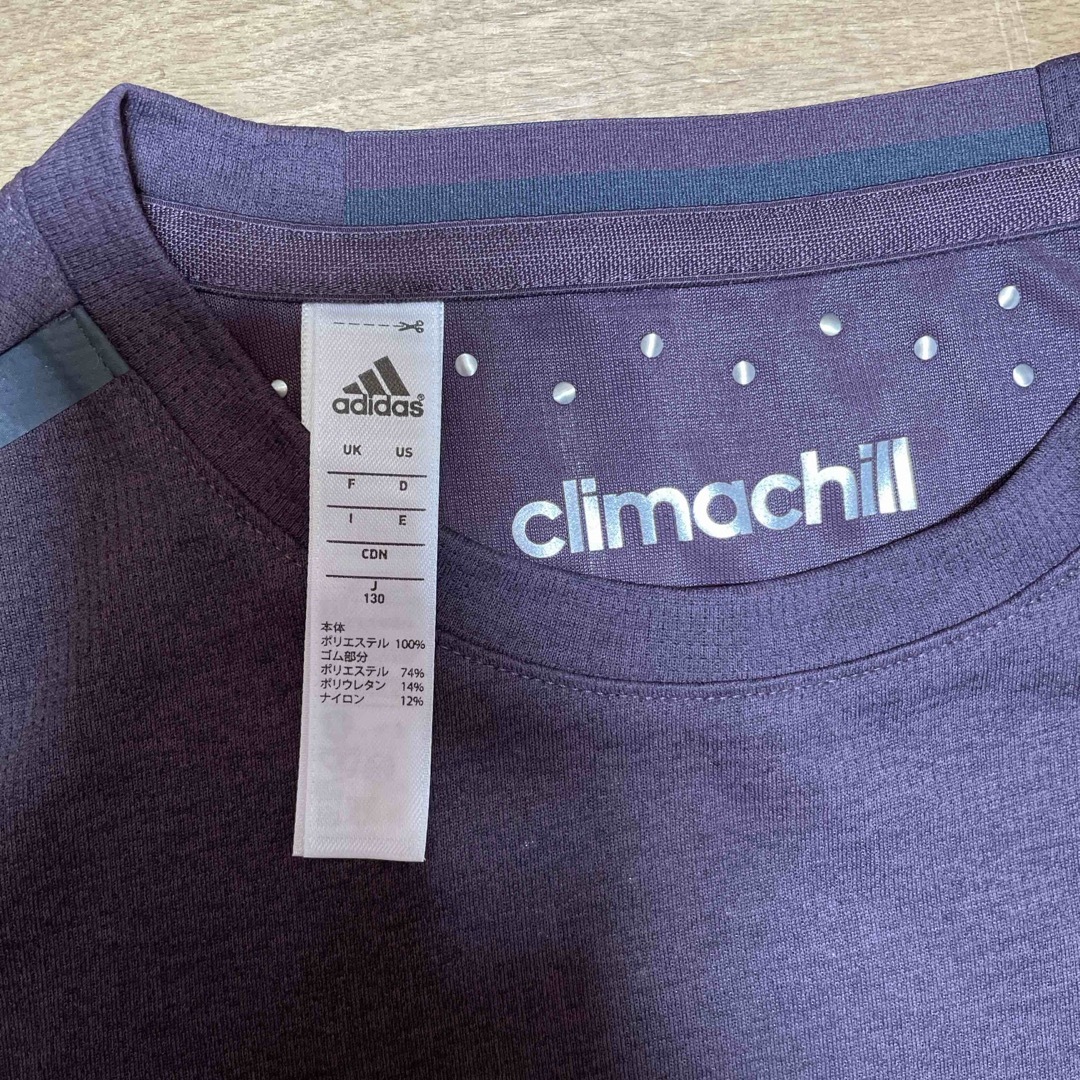 adidas®
UK US
F D
I E
CDN
J
130
本体
ポリエステル 100%
ゴム部分
ポリエステル 74%
ポリウレタン 14%
ナイロン 12%
climachill